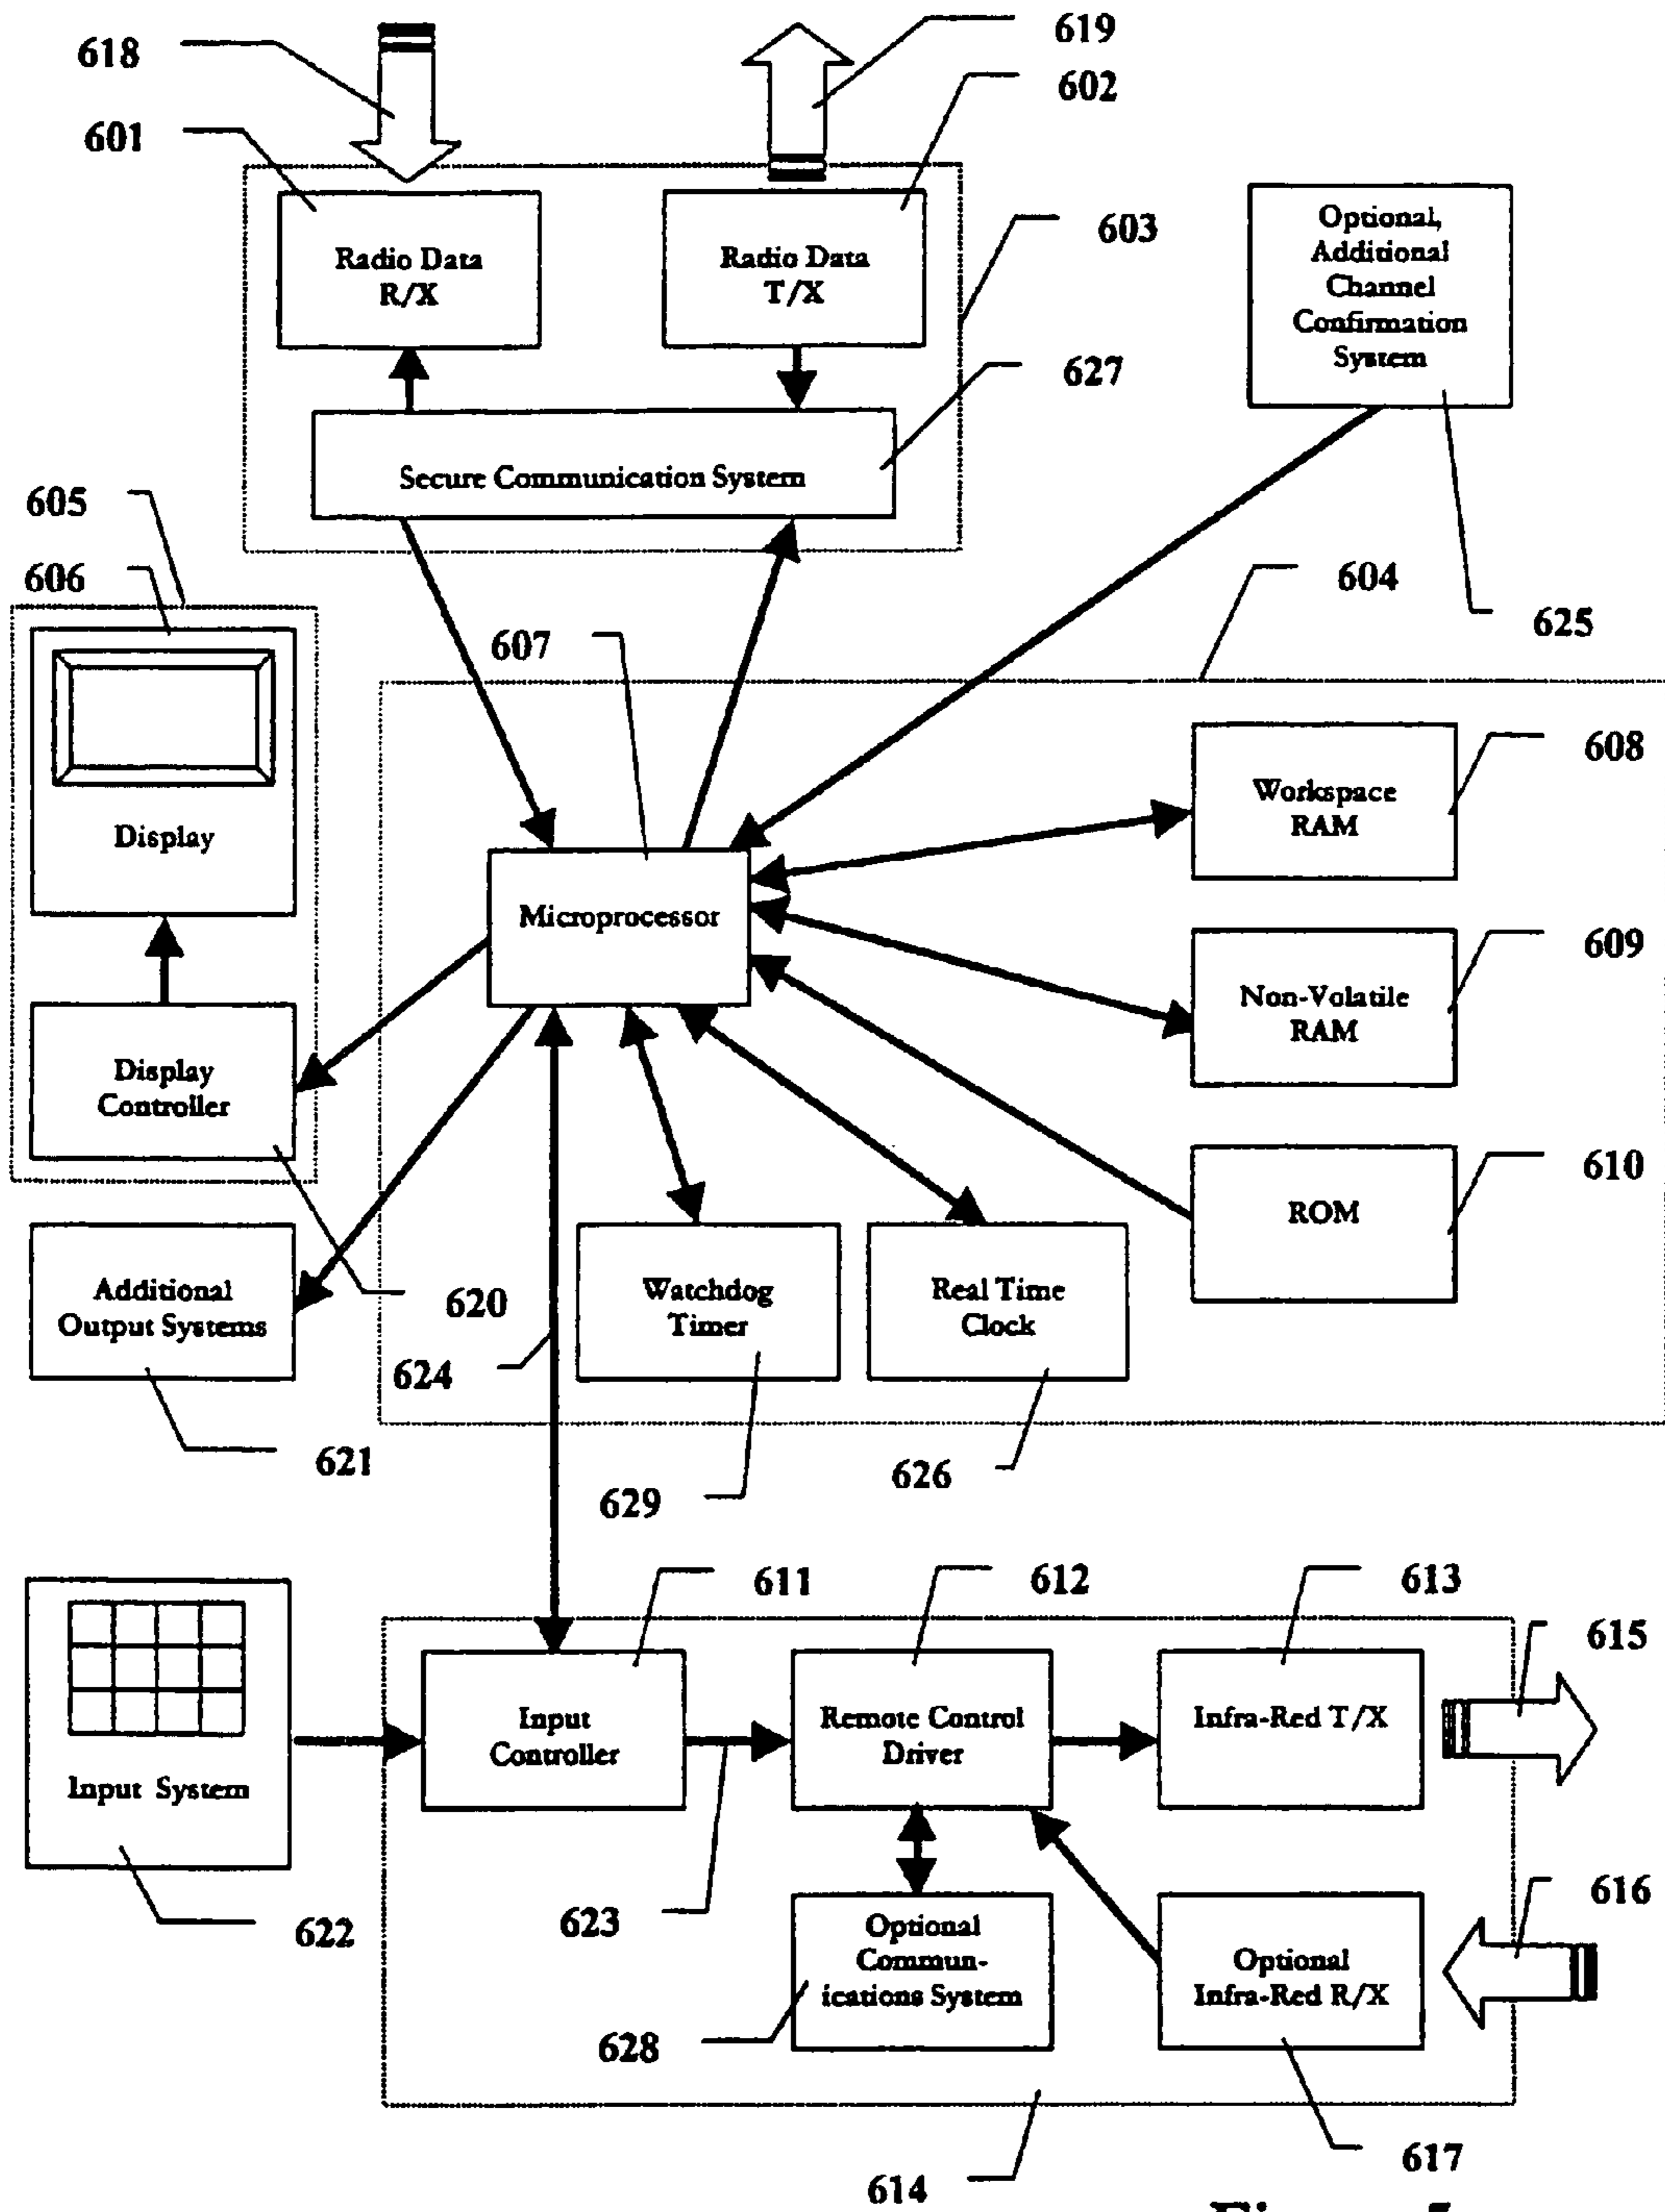 618
619
602
601
Radio Data
R/X
Radio Data
T/X
603
Optional,
Additional
Channel
Confirmation
System
627
Secure Communication System
605
606
604
625
607
608
Workspace
RAM
Display
Microprocessor
609
Non-Volatile
RAM
Display
Controller
610
ROM
Additional
Output Systems
620
Watchdog
Timer
Real Time
Clock
624
621
626
629
611
612
613
615
Input System
Input
Controller
Remote Control
Driver
Infra-Red T/X
616
623
622
Optional
Commun-
ications System
Optional
Infra-Red R/X
628
617
614